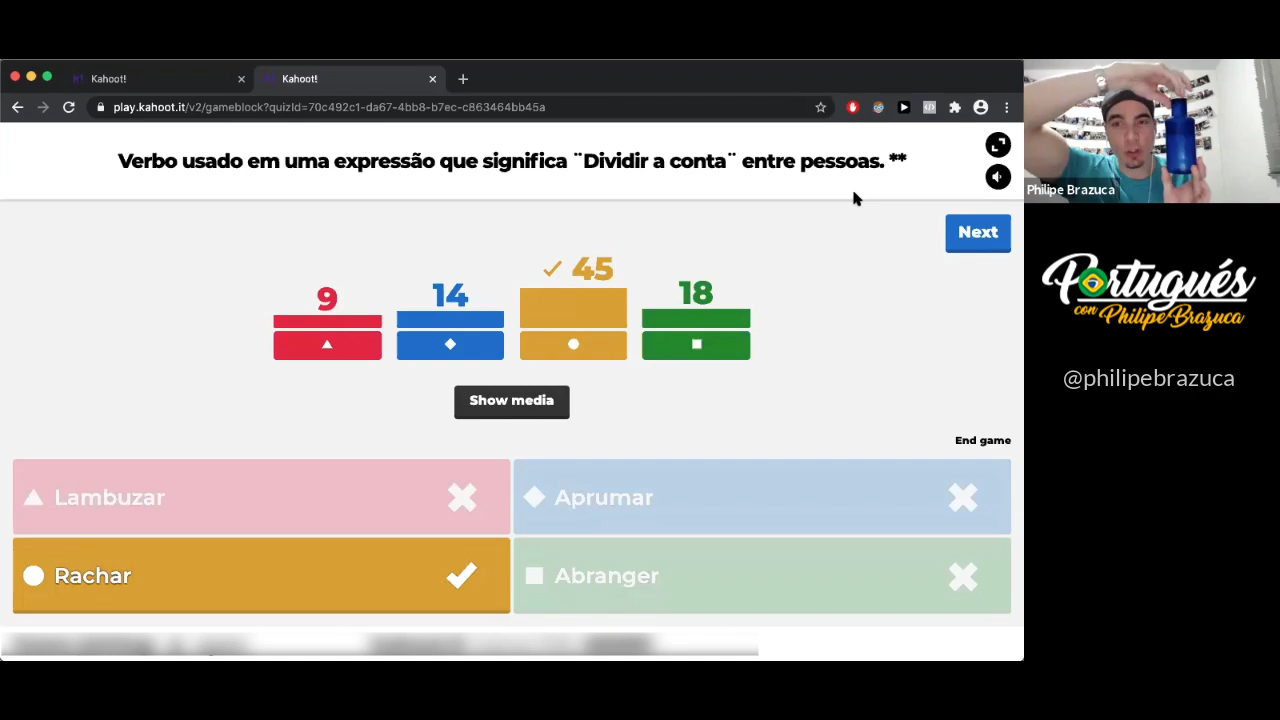 Kahoot!
Kahoot!
play.kahoot.it/v2/gameblock?quizId=70c492c1-da67-4bb8-b7ec-c863464bb45a
Verbo usado em uma expressão que significa ¨Dividir a conta¨ entre pessoas. **
Next
9
14
45
18
Show media
End game
Lambuzar
Aprumar
Rachar
Abranger
Philipe Brazuca
Portugués
con Philipe Brazuca
@philipebrazuca